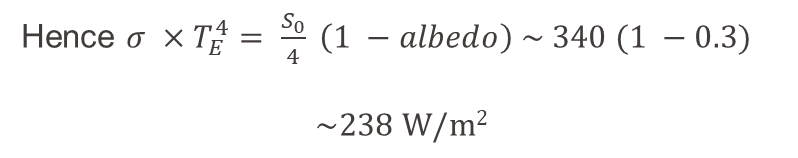 Hence σ × T_E^4 = S_0/4 (1 − albedo) ~ 340 (1 − 0.3)
~238 W/m²